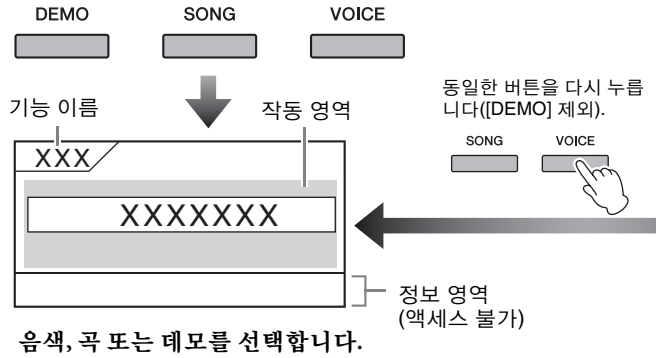 DEMO SONG VOICE
기능 이름
작동 영역
동일한 버튼을 다시 누릅
니다([DEMO] 제외).
SONG VOICE
XXX
XXXXXXX
정보 영역
(액세스 불가)
음색, 곡 또는 데모를 선택합니다.